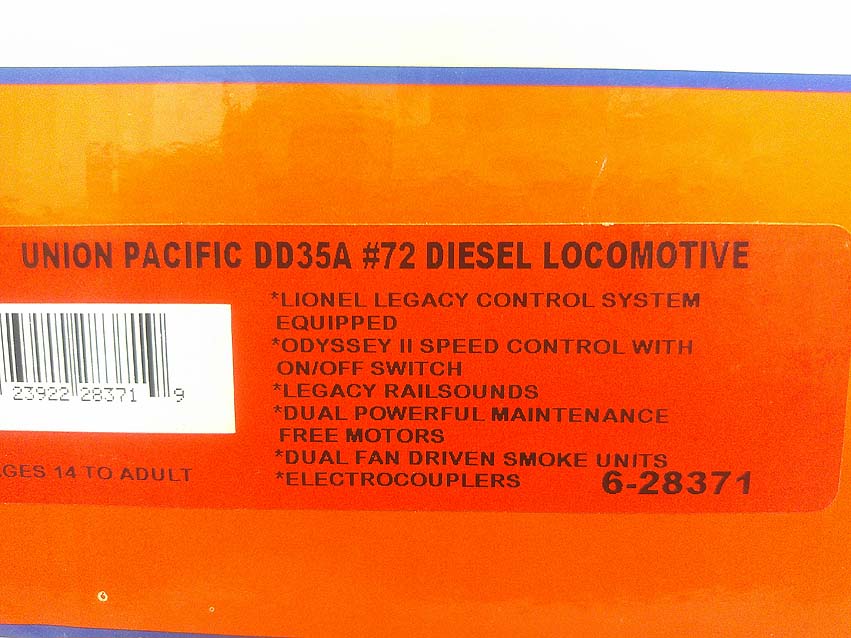 UNION PACIFIC DD35A #72 DIESEL LOCOMOTIVE
*LIONEL LEGACY CONTROL SYSTEM
EQUIPPED
*ODYSSEY II SPEED CONTROL WITH
ON/OFF SWITCH
*LEGACY RAILSOUNDS
*DUAL POWERFUL MAINTENANCE
FREE MOTORS
*DUAL FAN DRIVEN SMOKE UNITS
*ELECTROCOUPLERS
6-28371
23922 28371 9
GES 14 TO ADULT